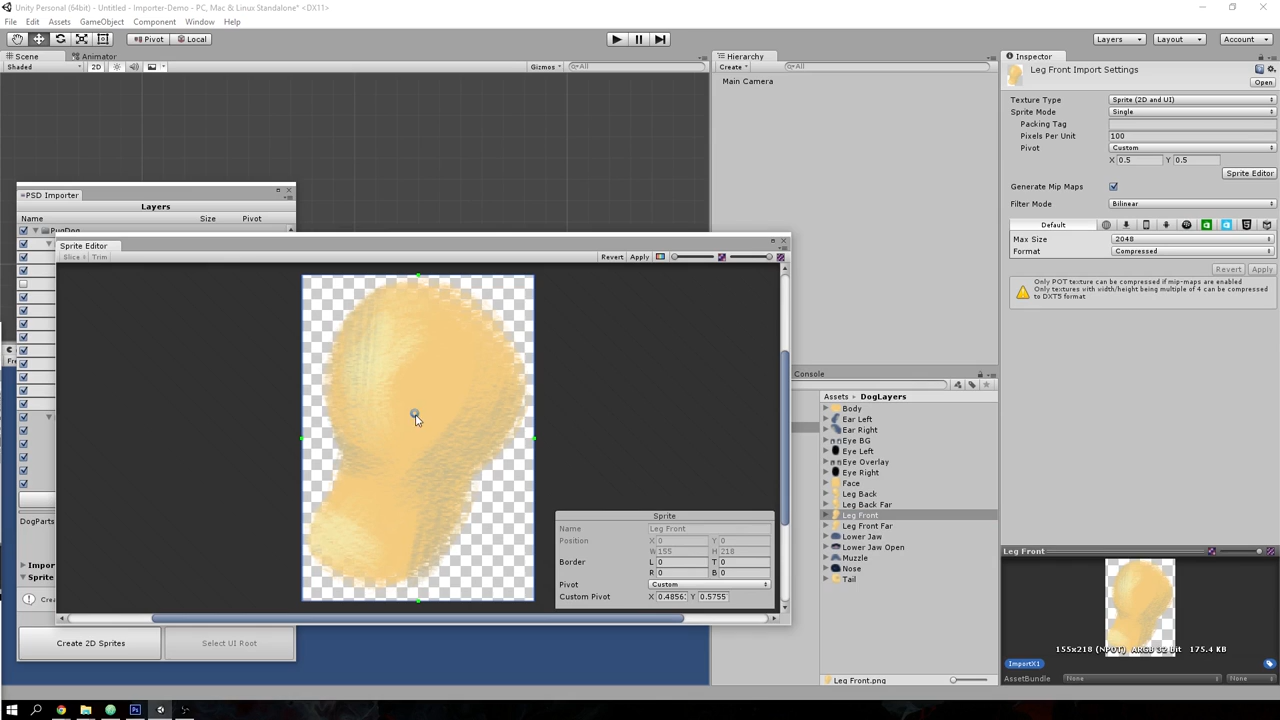 Unity Personal (64bit) - Untitled - Importer-Demo - PC, Mac & Linux Standalone* <DX11>
File Edit Assets GameObject Component Window Help
Pivot Local Layers Layout Account
Scene Animator
Shaded 2D Gizmos All
Hierarchy
Create All
Main Camera
Inspector
Leg Front Import Settings
Open
Texture Type Sprite (2D and UI)
Sprite Mode Single
Packing Tag
Pixels Per Unit 100
Pivot Custom
X 0.5 Y 0.5
Sprite Editor
Generate Mip Maps
Filter Mode Bilinear
Default
Max Size 2048
Format Compressed
Revert Apply
Only POT texture can be compressed if mip-maps are enabled
Only textures with width/height being multiple of 4 can be compressed
to DXT5 format
PSD Importer
Layers
Name Size Pivot
PugDog
Sprite Editor
Slice Trim Revert Apply
Sprite
Name Leg Front
Position X 0 Y 0
W 155 H 218
Border L 0 T 0
R 0 B 0
Pivot Custom
Custom Pivot X 0.4856 Y 0.5755
DogParts
Impor
Sprite
Crea
Create 2D Sprites Select UI Root
Console
Assets DogLayers
Body
Ear Left
Ear Right
Eye BG
Eye Left
Eye Overlay
Eye Right
Face
Leg Back
Leg Back Far
Leg Front
Leg Front Far
Lower Jaw
Lower Jaw Open
Muzzle
Nose
Tail
Leg Front.png
Leg Front
155x218 (NPOT) ARGB 32 bit 175.4 KB
ImportX1
AssetBundle None None